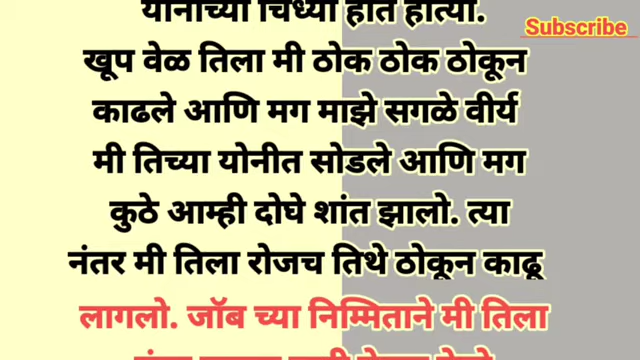 Subscribe
खूप वेळ तिला मी ठोक ठोक ठोकून
काढले आणि मग माझे सगळे वीर्य
मी तिच्या योनीत सोडले आणि मग
कुठे आम्ही दोघे शांत झालो. त्या
नंतर मी तिला रोजच तिथे ठोकून काढू
लागलो. जॉब च्या निम्मिताने मी तिला